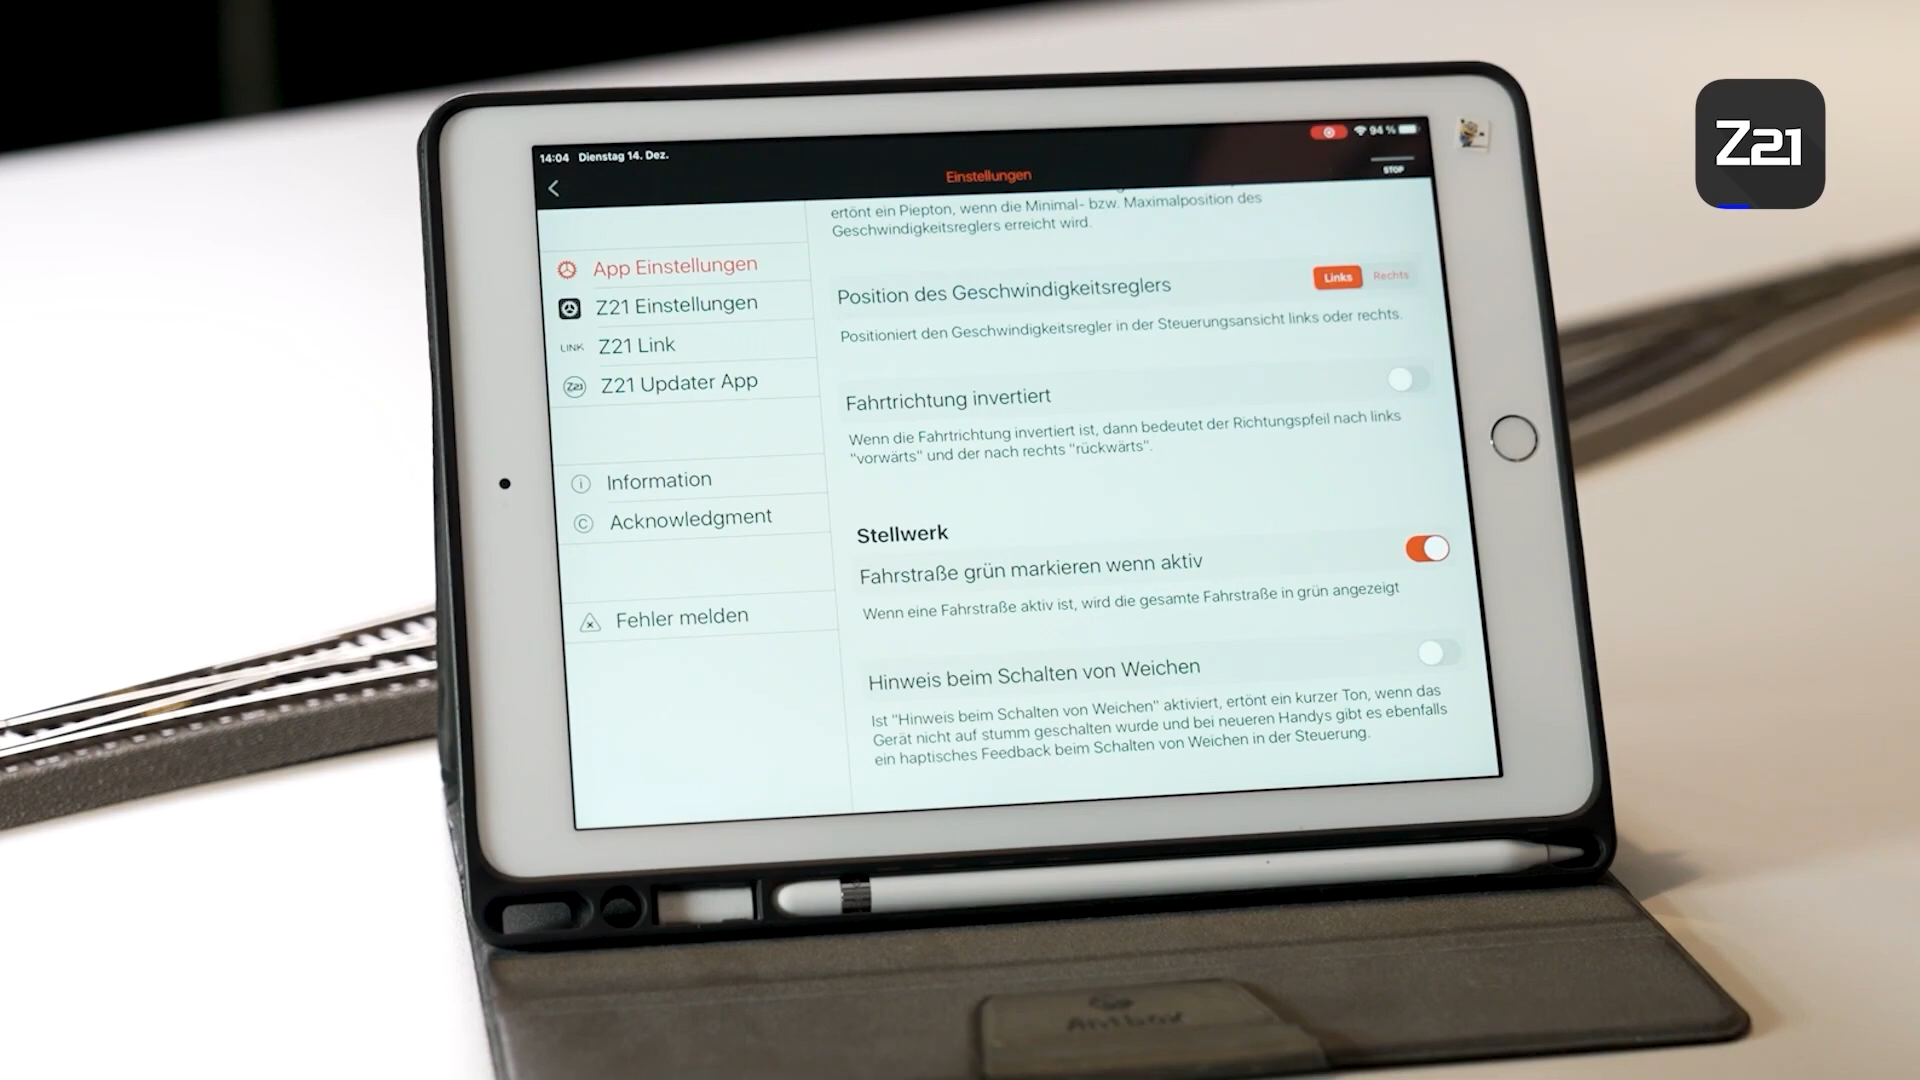 Z21
14:04 Dienstag 14. Dez.
94 %
Einstellungen
STOP
App Einstellungen
Z21 Einstellungen
LINK Z21 Link
Z21 Z21 Updater App
Information
Acknowledgment
Fehler melden
ertönt ein Piepton, wenn die Minimal- bzw. Maximalposition des
Geschwindigkeitsreglers erreicht wird.
Position des Geschwindigkeitsreglers
Links Rechts
Positioniert den Geschwindigkeitsregler in der Steuerungsansicht links oder rechts.
Fahrtrichtung invertiert
Wenn die Fahrtrichtung invertiert ist, dann bedeutet der Richtungspfeil nach links
"vorwärts" und der nach rechts "rückwärts".
Stellwerk
Fahrstraße grün markieren wenn aktiv
Wenn eine Fahrstraße aktiv ist, wird die gesamte Fahrstraße in grün angezeigt
Hinweis beim Schalten von Weichen
Ist "Hinweis beim Schalten von Weichen" aktiviert, ertönt ein kurzer Ton, wenn das
Gerät nicht auf stumm geschalten wurde und bei neueren Handys gibt es ebenfalls
ein haptisches Feedback beim Schalten von Weichen in der Steuerung.